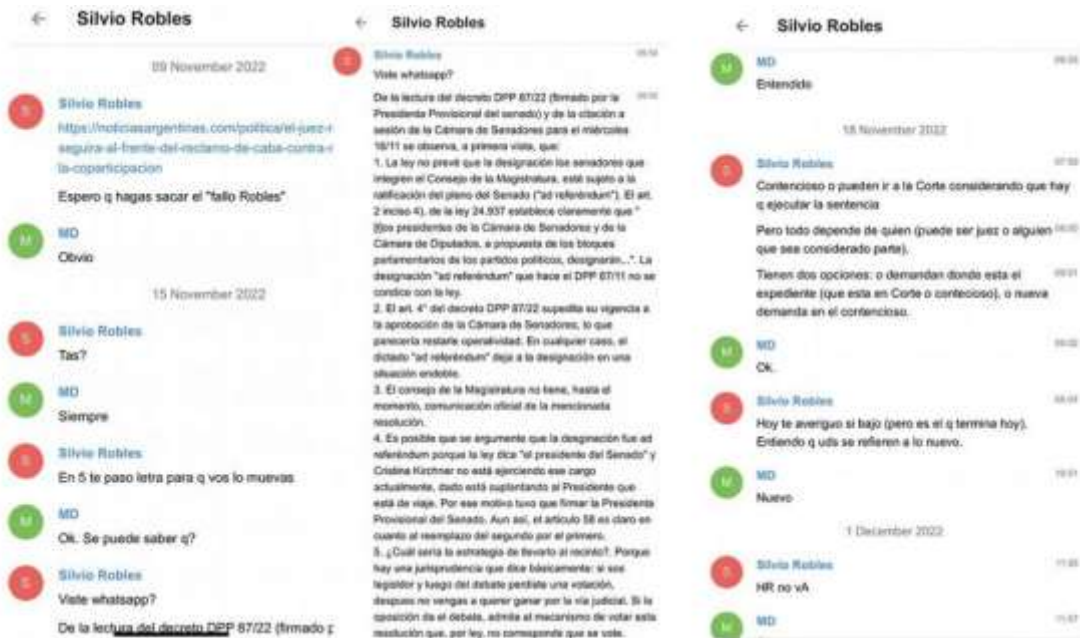 Silvio Robles
09 November 2022
Silvio Robles
https://noticiasargentinas.com/politica/el-juez-r
seguira-al-frente-del-reclamo-de-caba-contra-r
la-coparticipacion
Espero q hagas sacar el "fallo Robles"
MD
Obvio
15 November 2022
Silvio Robles
Tas?
MD
Siempre
Silvio Robles
En 5 te paso letra para q vos lo muevas
MD
Ok. Se puede saber q?
Silvio Robles
Viste whatsapp?
De la lectura del decreto DPP 87/22 (firmado p
Silvio Robles
Silvio Robles
Viste whatsapp?
De la lectura del decreto DPP 87/22 (firmado por la
Presidenta Provisional del senado) y de la citación a
sesión de la Cámara de Senadores para el miércoles
16/11 se observa, a primera vista, que:
1. La ley no prevé que la designación los senadores que
integren el Consejo de la Magistratura, esté sujeto a la
ratificación del pleno del Senado ("ad referéndum"). El art.
2 inciso 4), de la ley 24.937 establece claramente que "
[l]os presidentes de la Cámara de Senadores y de la
Cámara de Diputados, a propuesta de los bloques
parlamentarios de los partidos políticos, designarán...". La
designación "ad referéndum" que hace el DPP 87/11 no se
condice con la ley.
2. El art. 4° del decreto DPP 87/22 supedita su vigencia a
la aprobación de la Cámara de Senadores, lo que
parecería restarle operatividad. En cualquier caso, el
dictado "ad referéndum" deja a la designación en una
situación endoble.
3. El consejo de la Magistratura no tiene, hasta el
momento, comunicación oficial de la mencionada
resolución.
4. Es posible que se argumente que la designación fue ad
referéndum porque la ley dice "el presidente del Senado" y
Cristina Kirchner no está ejerciendo ese cargo
actualmente, dado está suplantando al Presidente que
está de viaje. Por ese motivo tuvo que firmar la Presidenta
Provisional del Senado. Aun así, el artículo 58 es claro en
cuanto al reemplazo del segundo por el primero.
5. ¿Cuál sería la estrategia de llevarlo al recinto?. Porque
hay una jurisprudencia que dice básicamente: si sos
legislador y luego del debate perdiste una votación,
despues no vengas a querer ganar por la vía judicial. Si la
oposición da el debate, admite al mecanismo de votar esta
resolución que, por ley, no corresponde que se vote.
Silvio Robles
MD
Entendido
18 November 2022
Silvio Robles
Contencioso o pueden ir a la Corte considerando que hay
q ejecutar la sentencia
Pero todo depende de quien (puede ser juez o alguien
que sea considerado parte).
Tienen dos opciones: o demandan donde esta el
expediente (que esta en Corte o contecioso), o nueva
demanda en el contencioso.
MD
Ok.
Silvio Robles
Hoy te averiguo si bajo (pero es el q termina hoy).
Entiendo q uds se refieren a lo nuevo.
MD
Nuevo
1 December 2022
Silvio Robles
HR no vA
MD